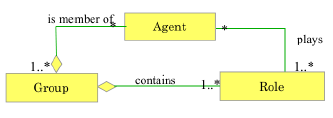 is member of
*
Agent
*
plays
1..*
1..*
Group
contains
1..*
Role